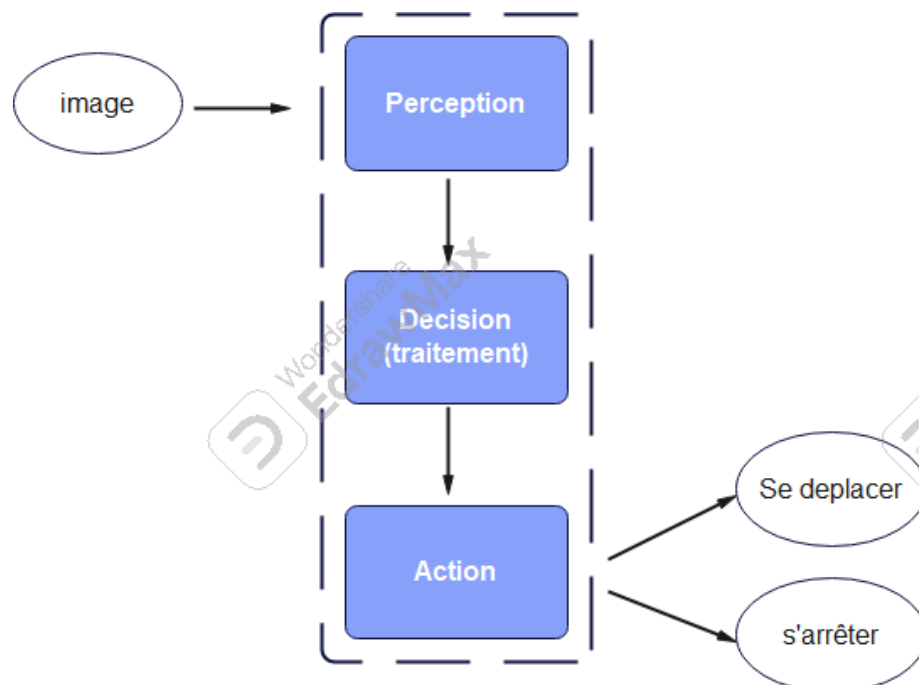 image
Perception
Decision
(traitement)
Wondershare
EdrawMax
Action
Se deplacer
s'arrêter